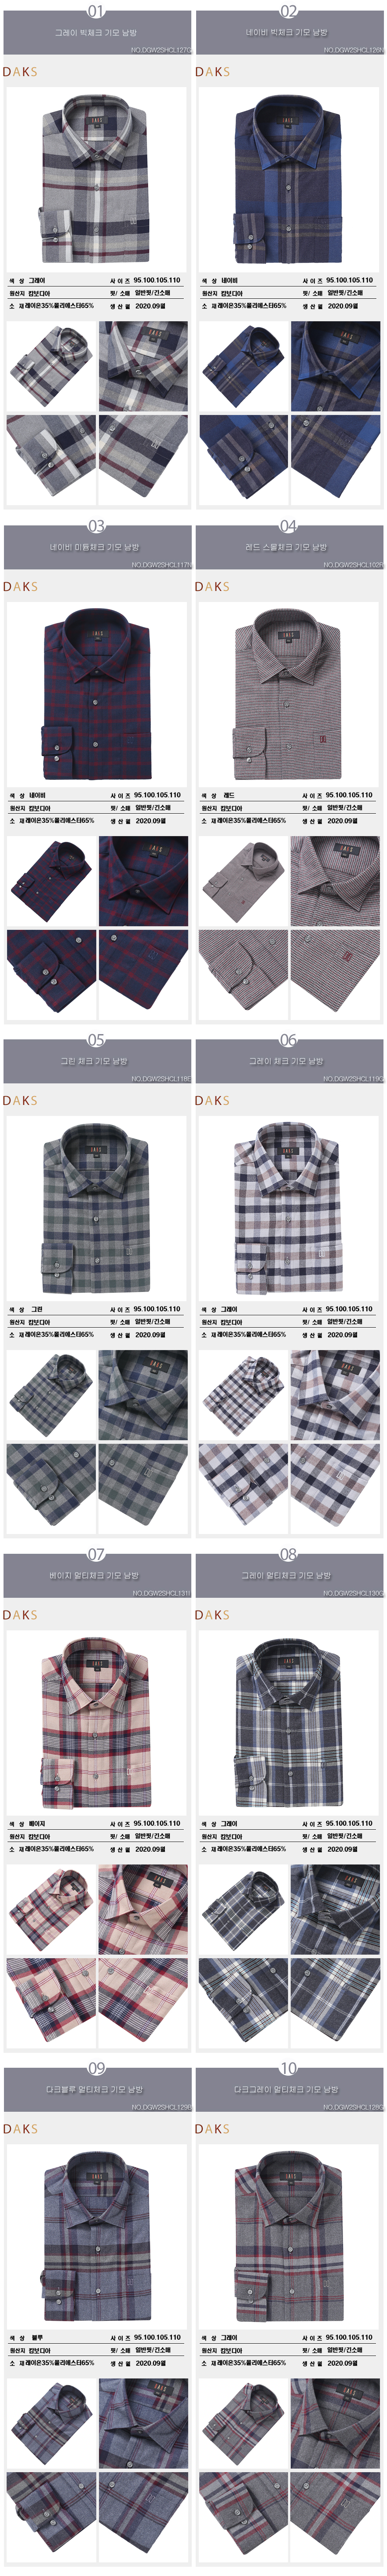 01
그레이 빅체크 기모 남방
NO.DGW2SHCL127G
DAKS
DAKS
색 상 그레이 사 이 즈 95.100.105.110
원산지 캄보디아 핏/ 소매 일반핏/긴소매
소 재 레이온35%폴리에스터65% 생 산 월 2020.09월
02
네이비 빅체크 기모 남방
NO.DGW2SHCL126N
DAKS
DAKS
색 상 네이비 사 이 즈 95.100.105.110
원산지 캄보디아 핏/ 소매 일반핏/긴소매
소 재 레이온35%폴리에스터65% 생 산 월 2020.09월
03
네이비 미듐체크 기모 남방
NO.DGW2SHCL117N
DAKS
DAKS
색 상 네이비 사 이 즈 95.100.105.110
원산지 캄보디아 핏/ 소매 일반핏/긴소매
소 재 레이온35%폴리에스터65% 생 산 월 2020.09월
04
레드 스몰체크 기모 남방
NO.DGW2SHCL102R
DAKS
DAKS
색 상 레드 사 이 즈 95.100.105.110
원산지 캄보디아 핏/ 소매 일반핏/긴소매
소 재 레이온35%폴리에스터65% 생 산 월 2020.09월
05
그린 체크 기모 남방
DAKS
DAKS
색 상 그린 사 이 즈 95.100.105.110
원산지 캄보디아 핏/ 소매 일반핏/긴소매
소 재 레이온35%폴리에스터65% 생 산 월 2020.09월
06
그레이 체크 기모 남방
NO.DGW2SHCL119G
DAKS
DAKS
색 상 그레이 사 이 즈 95.100.105.110
원산지 캄보디아 핏/ 소매 일반핏/긴소매
소 재 레이온35%폴리에스터65% 생 산 월 2020.09월
07
베이지 멀티체크 기모 남방
NO.DGW2SHCL131I
DAKS
DAKS
색 상 베이지 사 이 즈 95.100.105.110
원산지 캄보디아 핏/ 소매 일반핏/긴소매
소 재 레이온35%폴리에스터65% 생 산 월 2020.09월
08
그레이 멀티체크 기모 남방
NO.DGW2SHCL130G
DAKS
DAKS
색 상 그레이 사 이 즈 95.100.105.110
원산지 캄보디아 핏/ 소매 일반핏/긴소매
소 재 레이온35%폴리에스터65% 생 산 월 2020.09월
09
다크블루 멀티체크 기모 남방
NO.DGW2SHCL129B
DAKS
DAKS
색 상 블루 사 이 즈 95.100.105.110
원산지 캄보디아 핏/ 소매 일반핏/긴소매
소 재 레이온35%폴리에스터65% 생 산 월 2020.09월
10
다크그레이 멀티체크 기모 남방
NO.DGW2SHCL128G
DAKS
DAKS
색 상 그레이 사 이 즈 95.100.105.110
원산지 캄보디아 핏/ 소매 일반핏/긴소매
소 재 레이온35%폴리에스터65% 생 산 월 2020.09월